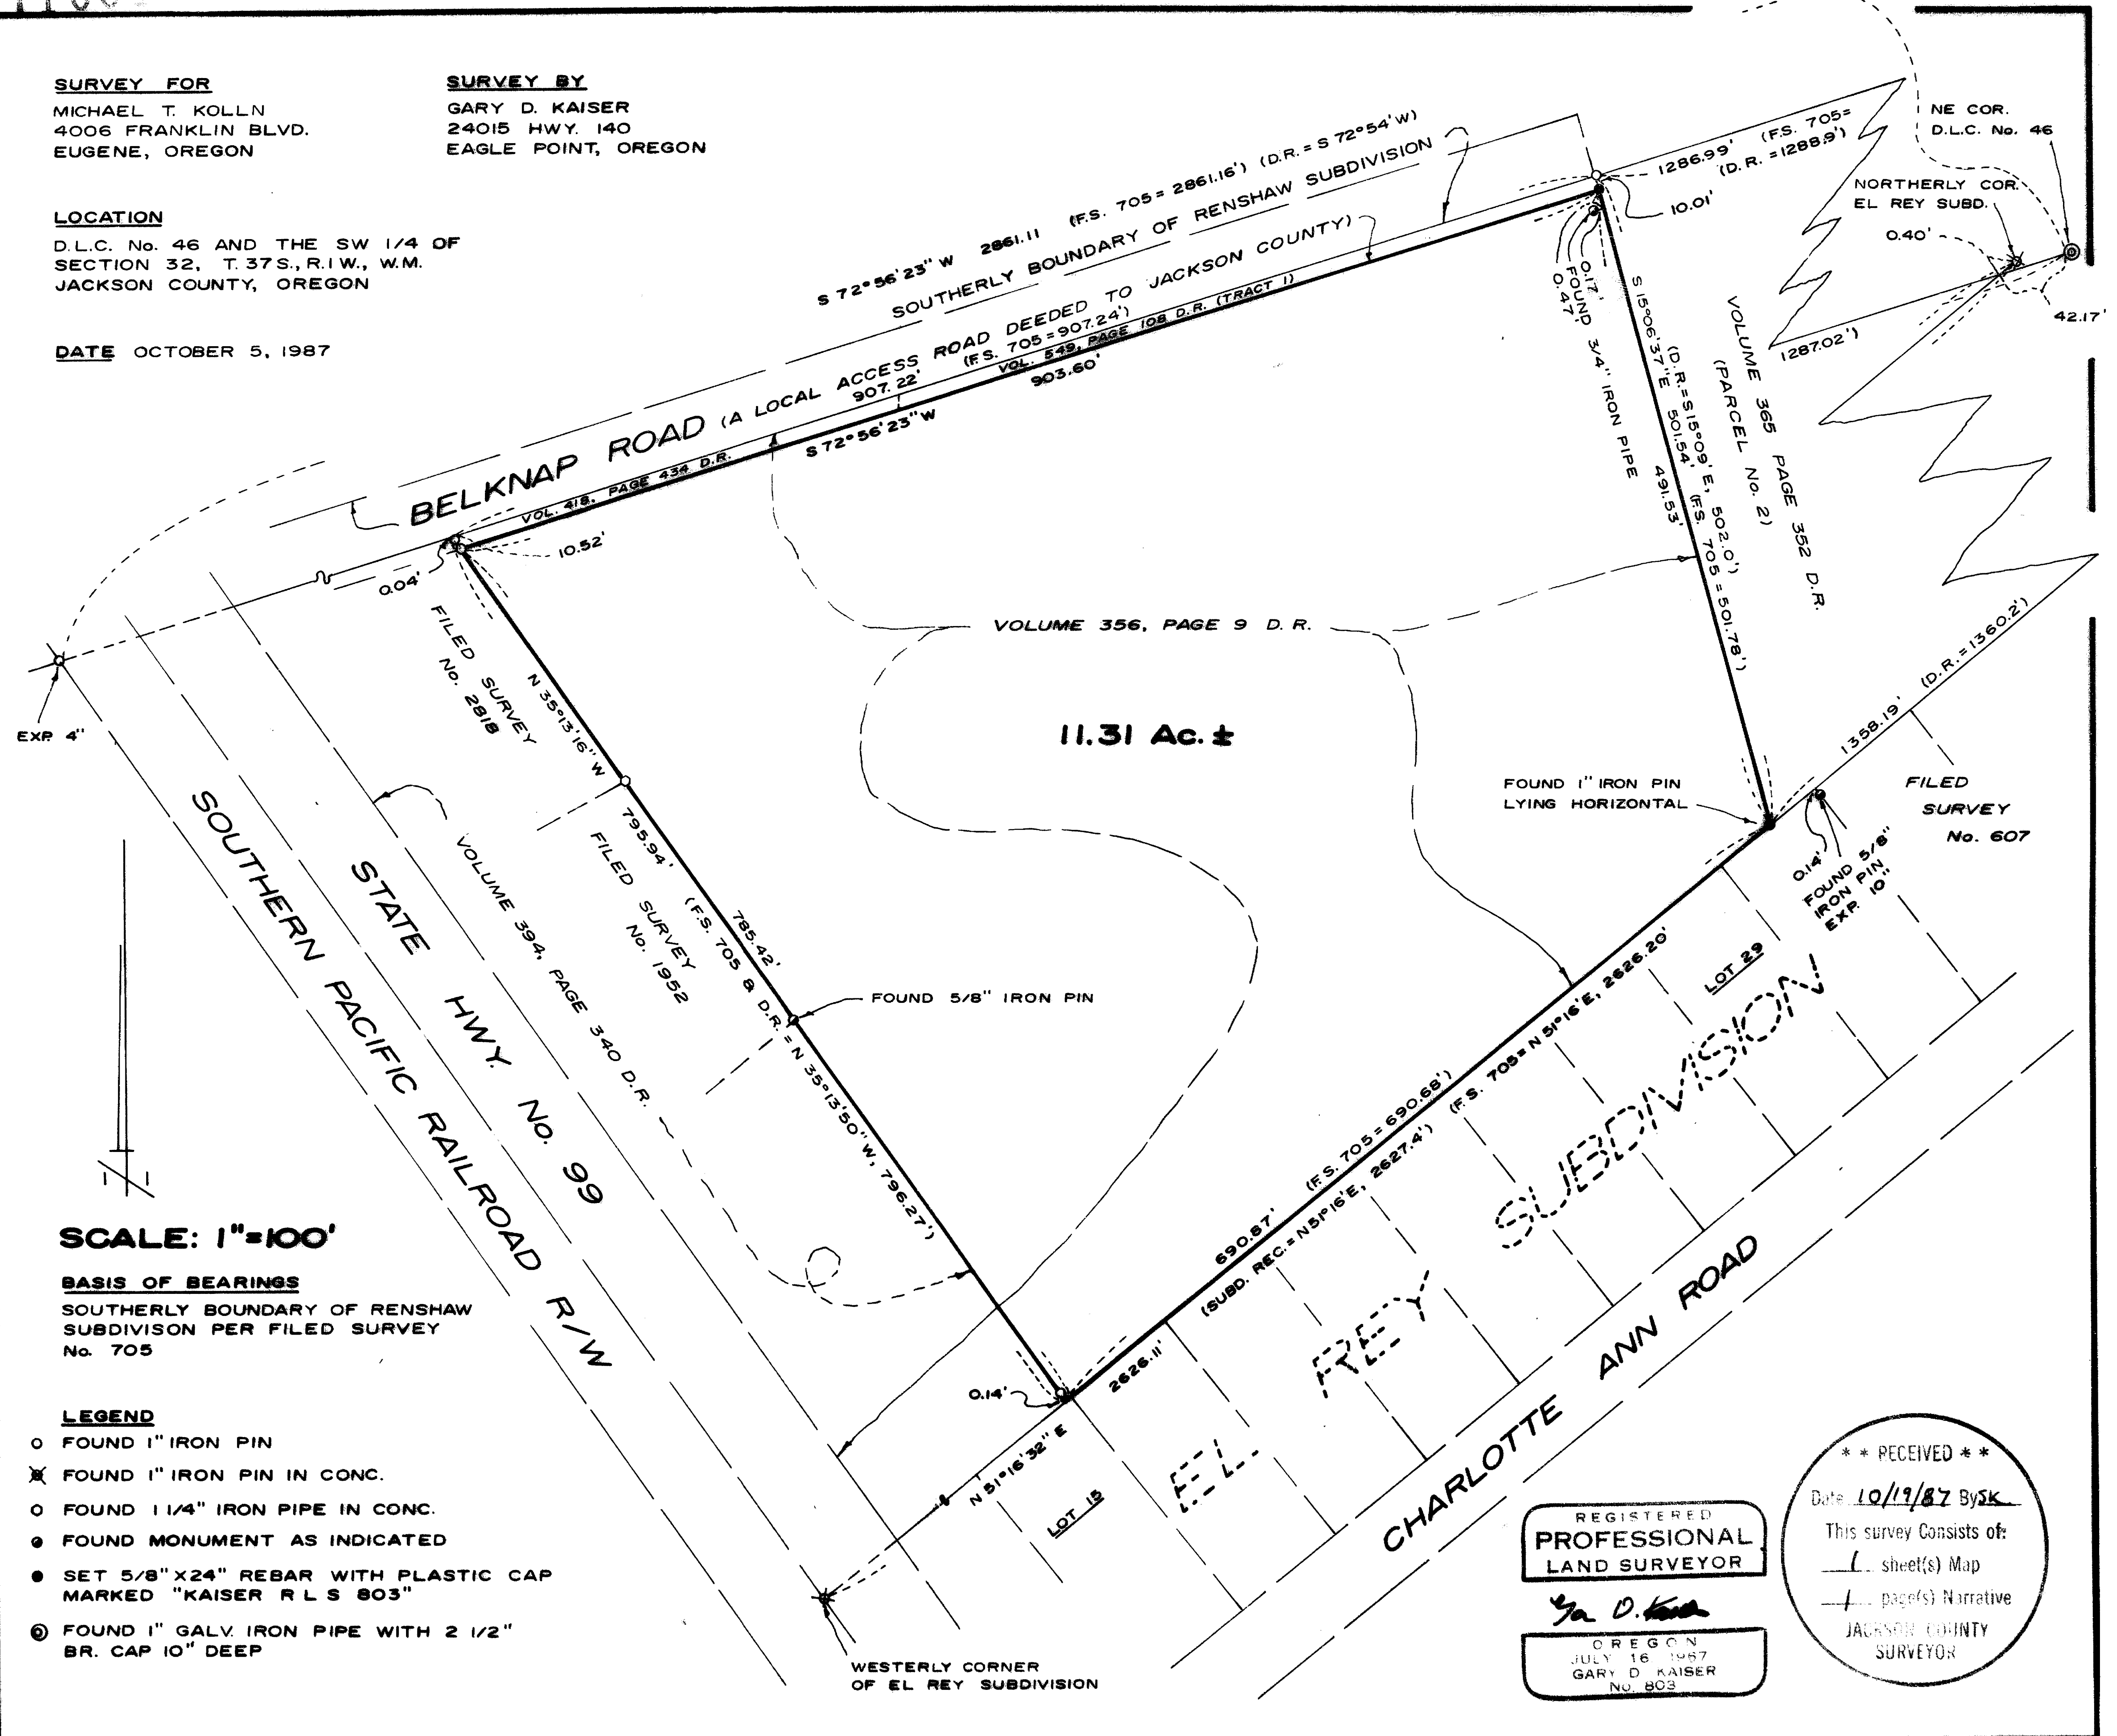 SURVEY FOR
MICHAEL T. KOLLN
4006 FRANKLIN BLVD.
EUGENE, OREGON
SURVEY BY
GARY D. KAISER
24015 HWY. 140
EAGLE POINT, OREGON
LOCATION
D.L.C. No. 46 AND THE SW 1/4 OF
SECTION 32, T. 37 S., R. 1 W., W.M.
JACKSON COUNTY, OREGON
DATE OCTOBER 5, 1987
S 72°56'23" W 2861.11 (F.S. 705 = 2861.16') (D.R. = S 72°54' W)
SOUTHERLY BOUNDARY OF RENSHAW SUBDIVISION
BELKNAP ROAD (A LOCAL ACCESS ROAD DEEDED TO JACKSON COUNTY)
907.22' (F.S. 705 = 907.24')
VOL. 418, PAGE 434 D.R.
VOL. 549, PAGE 108 D.R. (TRACT 1)
S 72°56'23" W
903.60'
1286.99' (F.S. 705 =
(D.R. = 1288.9')
1287.02')
10.01'
NE COR.
D.L.C. No. 46
NORTHERLY COR.
EL REY SUBD.
0.40'
42.17'
0.17'
FOUND 3/4" IRON PIPE
0.47'
S 15°06'37" E 501.54' (F.S. 705 = 501.78')
(D.R. = S 15°09' E, 502.0')
491.53'
VOLUME 365 PAGE 352 D.R.
(PARCEL No. 2)
10.52'
0.04'
EXP. 4"
FILED SURVEY
No. 2818
N 35°13'16" W
795.94' (F.S. 705 & D.R. = N 35°13'50" W, 796.27')
785.42'
FILED SURVEY
No. 1952
VOLUME 356, PAGE 9 D. R.
11.31 Ac. ±
FOUND 1" IRON PIN
LYING HORIZONTAL
1358.19' (D.R. = 1360.2')
FILED
SURVEY
No. 607
0.14'
FOUND 5/8"
IRON PIN
EXP. 10"
FOUND 5/8" IRON PIN
VOLUME 394, PAGE 340 D.R.
SOUTHERN PACIFIC RAILROAD R/W
STATE HWY. No. 99
LOT 29
690.87' (F.S. 705 = 690.68')
(SUBD. REC. = N 51°16' E, 2627.4') (F.S. 705 = N 51°16' E, 2626.20'
0.14'
N 51°16'32" E
2626.11'
LOT 15
EL REY SUBDIVISION
CHARLOTTE ANN ROAD
WESTERLY CORNER
OF EL REY SUBDIVISION
SCALE: 1"=100'
BASIS OF BEARINGS
SOUTHERLY BOUNDARY OF RENSHAW
SUBDIVISON PER FILED SURVEY
No. 705
LEGEND
FOUND 1" IRON PIN
FOUND 1" IRON PIN IN CONC.
FOUND 1 1/4" IRON PIPE IN CONC.
FOUND MONUMENT AS INDICATED
SET 5/8" X 24" REBAR WITH PLASTIC CAP
MARKED "KAISER R L S 803"
FOUND 1" GALV. IRON PIPE WITH 2 1/2"
BR. CAP 10" DEEP
REGISTERED
PROFESSIONAL
LAND SURVEYOR
OREGON
JULY 16 1967
GARY D KAISER
No. 803
* * RECEIVED * *
Date 10/19/87 By SK
This survey Consists of:
1 sheet(s) Map
1 page(s) Narrative
JACKSON COUNTY
SURVEYOR